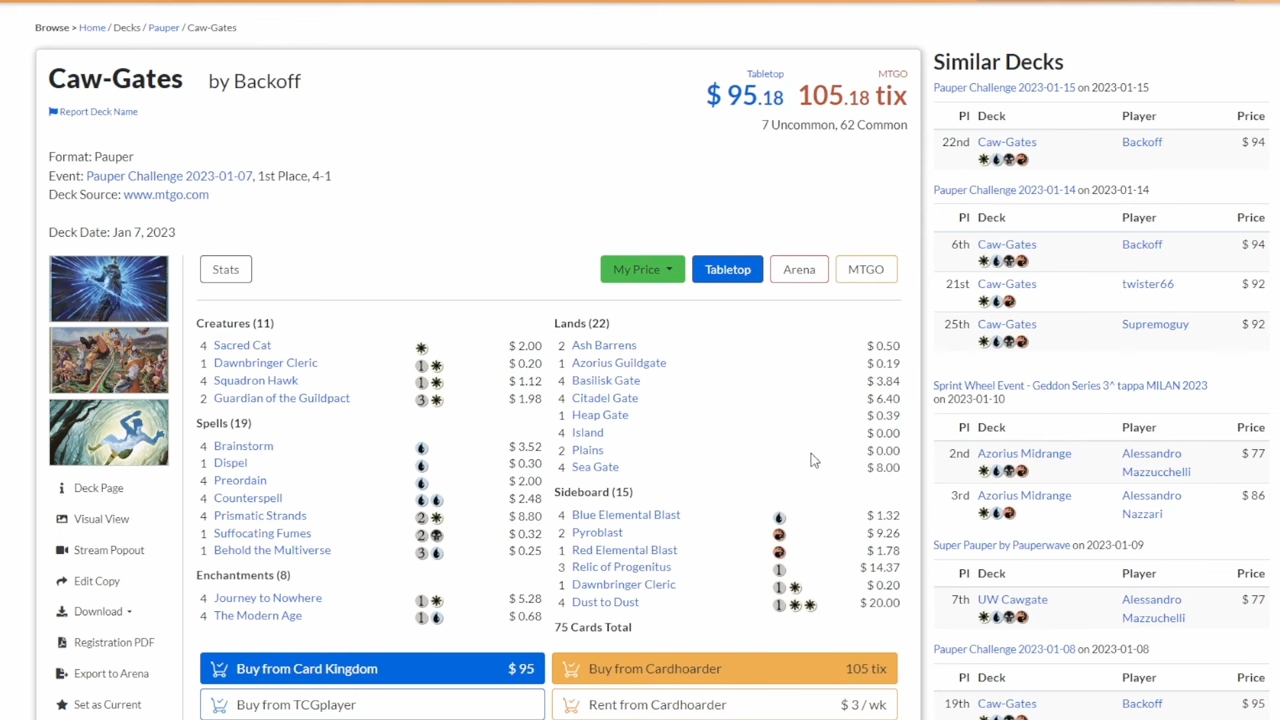 Browse > Home / Decks / Pauper / Caw-Gates
Caw-Gates by Backoff
Report Deck Name
Tabletop MTGO
$ 95.18 105.18 tix
7 Uncommon, 62 Common
Format: Pauper
Event: Pauper Challenge 2023-01-07, 1st Place, 4-1
Deck Source: www.mtgo.com
Deck Date: Jan 7, 2023
Deck Page
Visual View
Stream Popout
Edit Copy
Download
Registration PDF
Export to Arena
Set as Current
Stats My Price Tabletop Arena MTGO
Creatures (11)
4 Sacred Cat $ 2.00
1 Dawnbringer Cleric 1 $ 0.20
4 Squadron Hawk 1 $ 1.12
2 Guardian of the Guildpact 3 $ 1.98
Spells (19)
4 Brainstorm $ 3.52
1 Dispel $ 0.30
4 Preordain $ 2.00
4 Counterspell $ 2.48
4 Prismatic Strands 2 $ 8.80
1 Suffocating Fumes 2 $ 0.32
1 Behold the Multiverse 3 $ 0.25
Enchantments (8)
4 Journey to Nowhere 1 $ 5.28
4 The Modern Age 1 $ 0.68
Lands (22)
2 Ash Barrens $ 0.50
1 Azorius Guildgate $ 0.19
4 Basilisk Gate $ 3.84
4 Citadel Gate $ 6.40
1 Heap Gate $ 0.39
4 Island $ 0.00
2 Plains $ 0.00
4 Sea Gate $ 8.00
Sideboard (15)
4 Blue Elemental Blast $ 1.32
2 Pyroblast $ 9.26
1 Red Elemental Blast $ 1.78
3 Relic of Progenitus 1 $ 14.37
1 Dawnbringer Cleric 1 $ 0.20
4 Dust to Dust 1 $ 20.00
75 Cards Total
Buy from Card Kingdom $ 95
Buy from Cardhoarder 105 tix
Buy from TCGplayer
Rent from Cardhoarder $ 3 / wk
Similar Decks
Pauper Challenge 2023-01-15 on 2023-01-15
Pl Deck Player Price
22nd Caw-Gates Backoff $ 94
Pauper Challenge 2023-01-14 on 2023-01-14
Pl Deck Player Price
6th Caw-Gates Backoff $ 94
21st Caw-Gates twister66 $ 92
25th Caw-Gates Supremoguy $ 92
Sprint Wheel Event - Geddon Series 3^ tappa MILAN 2023
on 2023-01-10
Pl Deck Player Price
2nd Azorius Midrange Alessandro $ 77
Mazzucchelli
3rd Azorius Midrange Alessandro $ 86
Nazzari
Super Pauper by Pauperwave on 2023-01-09
Pl Deck Player Price
7th UW Cawgate Alessandro $ 77
Mazzuchelli
Pauper Challenge 2023-01-08 on 2023-01-08
Pl Deck Player Price
19th Caw-Gates Backoff $ 95